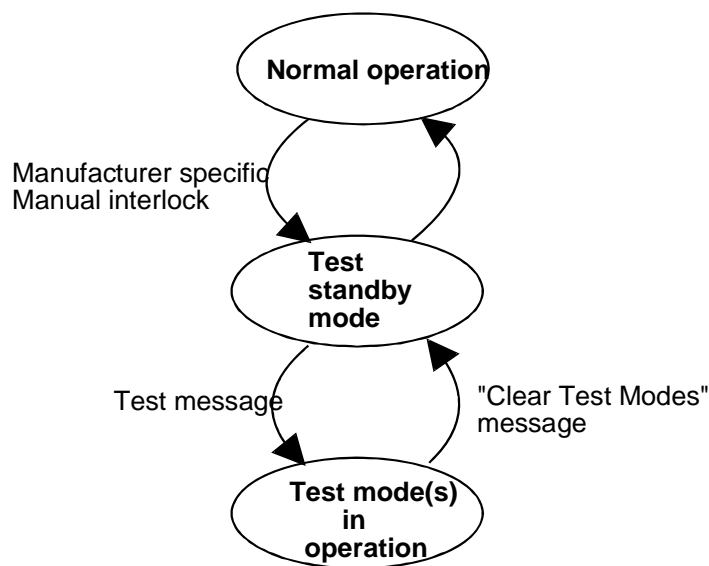 Normal operation
Manufacturer specific
Manual interlock
Test
standby
mode
Test message
"Clear Test Modes"
message
Test mode(s)
in
operation